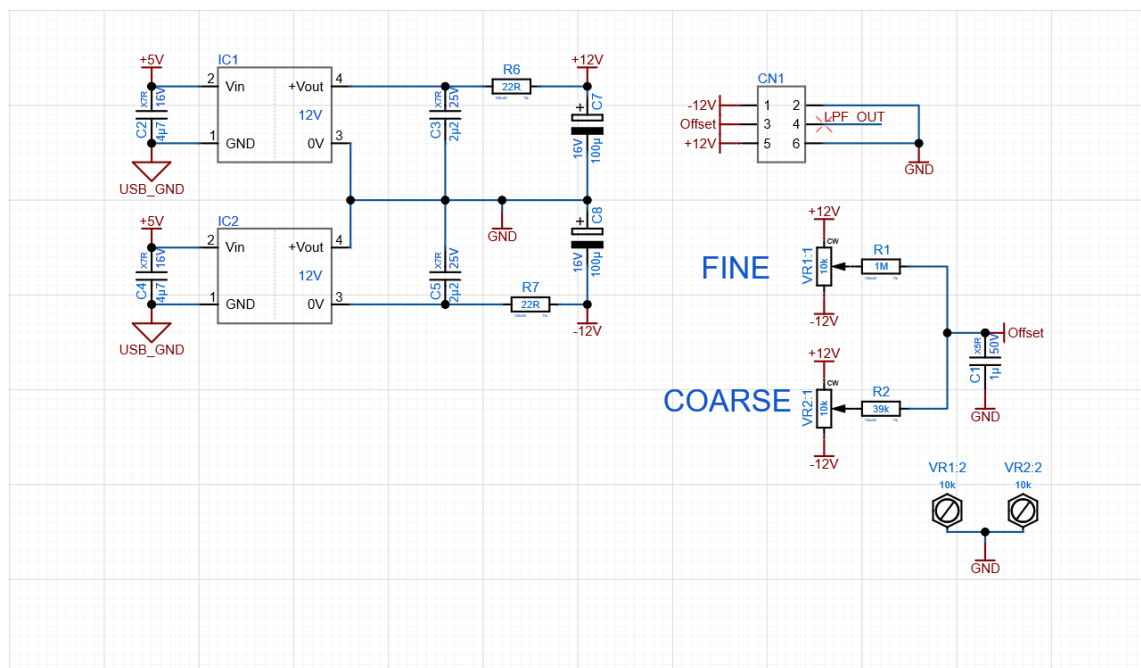 +5V
IC1
2 Vin
+Vout 4
12V
1 GND
0V 3
X7R
16V
C2
4µ7
USB_GND
X7R
25V
C3
2µ2
R6
22R
+12V
+
C7
16V
100µ
GND
+5V
IC2
2 Vin
+Vout 4
12V
1 GND
0V 3
X7R
16V
C4
4µ7
USB_GND
X7R
25V
C5
2µ2
R7
22R
+
C8
16V
100µ
-12V
CN1
-12V 1 2
Offset 3 4 LPF_OUT
+12V 5 6
GND
FINE
+12V
CW
VR1:1
10k
-12V
R1
1M
COARSE
+12V
CW
VR2:1
10k
-12V
R2
39k
Offset
X5R
50V
C1
1µ
GND
VR1:2 VR2:2
10k 10k
GND